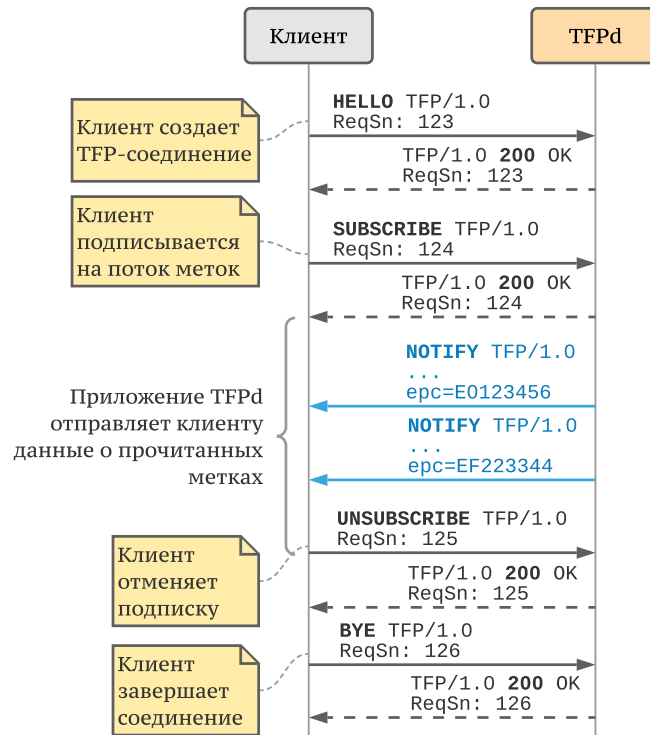 Клиент
TFPd
HELLO TFP/1.0
ReqSn: 123
Клиент создает
TFP-соединение
TFP/1.0 200 OK
ReqSn: 123
Клиент
подписывается
на поток меток
SUBSCRIBE TFP/1.0
ReqSn: 124
TFP/1.0 200 OK
ReqSn: 124
NOTIFY TFP/1.0
...
epc=E0123456
Приложение TFPd
отправляет клиенту
данные о прочитанных
метках
NOTIFY TFP/1.0
...
epc=EF223344
UNSUBSCRIBE TFP/1.0
ReqSn: 125
Клиент
отменяет
подписку
TFP/1.0 200 OK
ReqSn: 125
BYE TFP/1.0
ReqSn: 126
Клиент
завершает
соединение
TFP/1.0 200 OK
ReqSn: 126